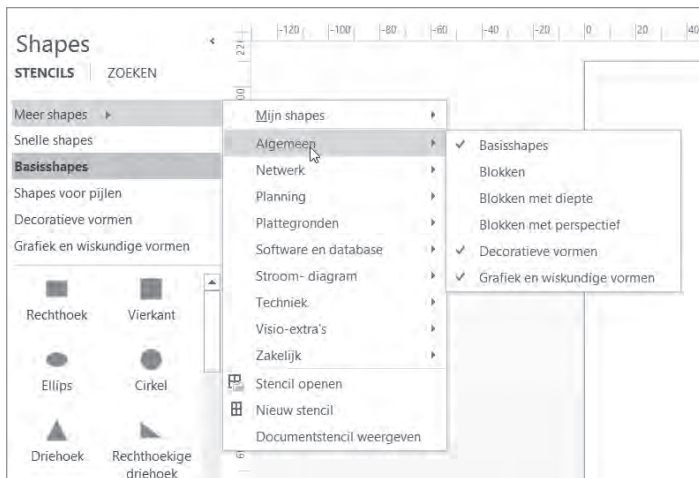 Shapes
STENCILS ZOEKEN
Meer shapes
Snelle shapes
Basisshapes
Shapes voor pijlen
Decoratieve vormen
Grafiek en wiskundige vormen
Rechthoek Vierkant
Ellips Cirkel
Driehoek Rechthoekige
driehoek
-120 -100 -80 -60 -40 -20 0 20 40
Mijn shapes
Algemeen
Netwerk
Planning
Plattegronden
Software en database
Stroom- diagram
Techniek
Visio-extra's
Zakelijk
Stencil openen
Nieuw stencil
Documentstencil weergeven
Basisshapes
Blokken
Blokken met diepte
Blokken met perspectief
Decoratieve vormen
Grafiek en wiskundige vormen